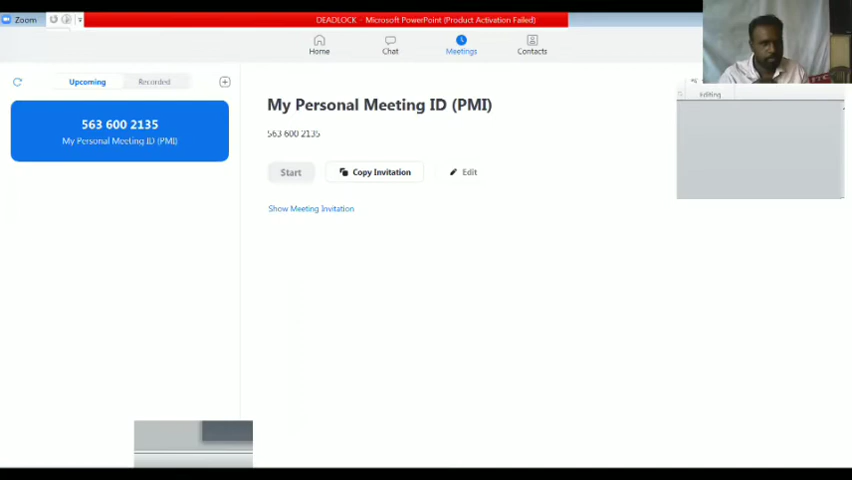 Zoom
DEADLOCK - Microsoft PowerPoint (Product Activation Failed)
Home
Chat
Meetings
Contacts
Upcoming
Recorded
Editing
563 600 2135
My Personal Meeting ID (PMI)
My Personal Meeting ID (PMI)
563 600 2135
Start
Copy Invitation
Edit
Show Meeting Invitation